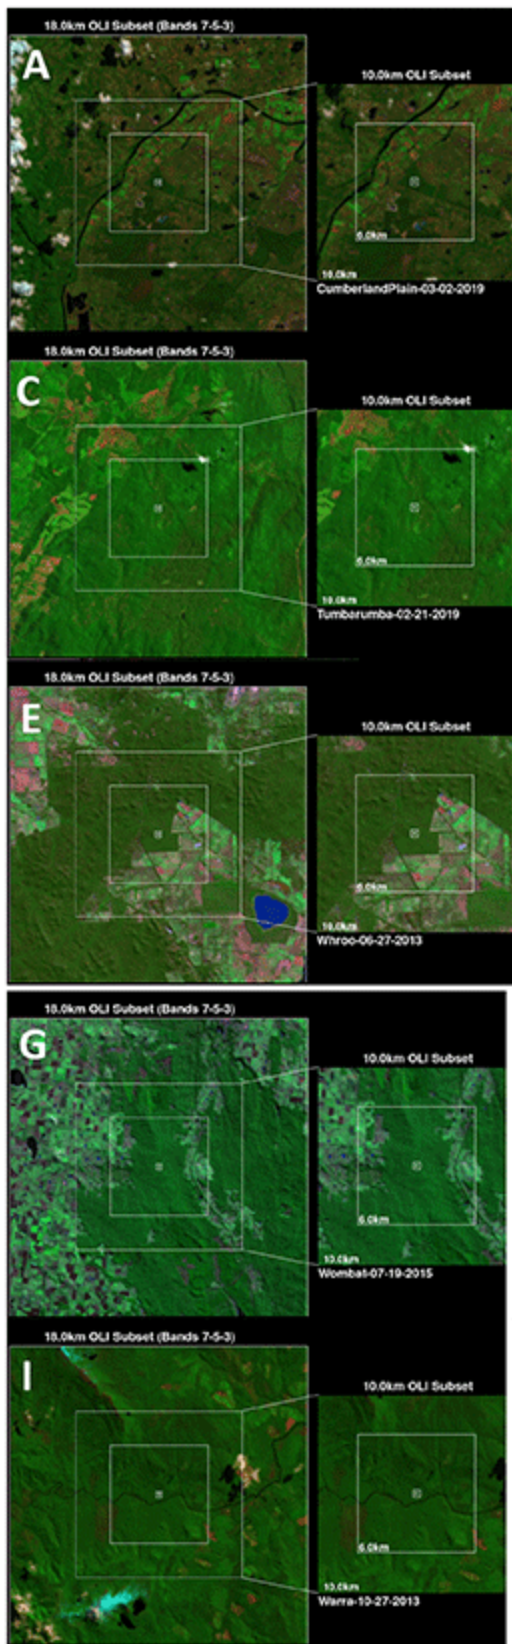 18.0km OLI Subset (Bands 7-5-3)
A
10.0km OLI Subset
6.0km
10.0km
CumberlandPlain-03-02-2019
18.0km OLI Subset (Bands 7-5-3)
C
10.0km OLI Subset
6.0km
10.0km
Tumbarumba-02-21-2019
18.0km OLI Subset (Bands 7-5-3)
E
10.0km OLI Subset
6.0km
10.0km
Whroo-06-27-2013
18.0km OLI Subset (Bands 7-5-3)
G
10.0km OLI Subset
6.0km
10.0km
Wombat-07-19-2015
18.0km OLI Subset (Bands 7-5-3)
I
10.0km OLI Subset
6.0km
10.0km
Warra-10-27-2013